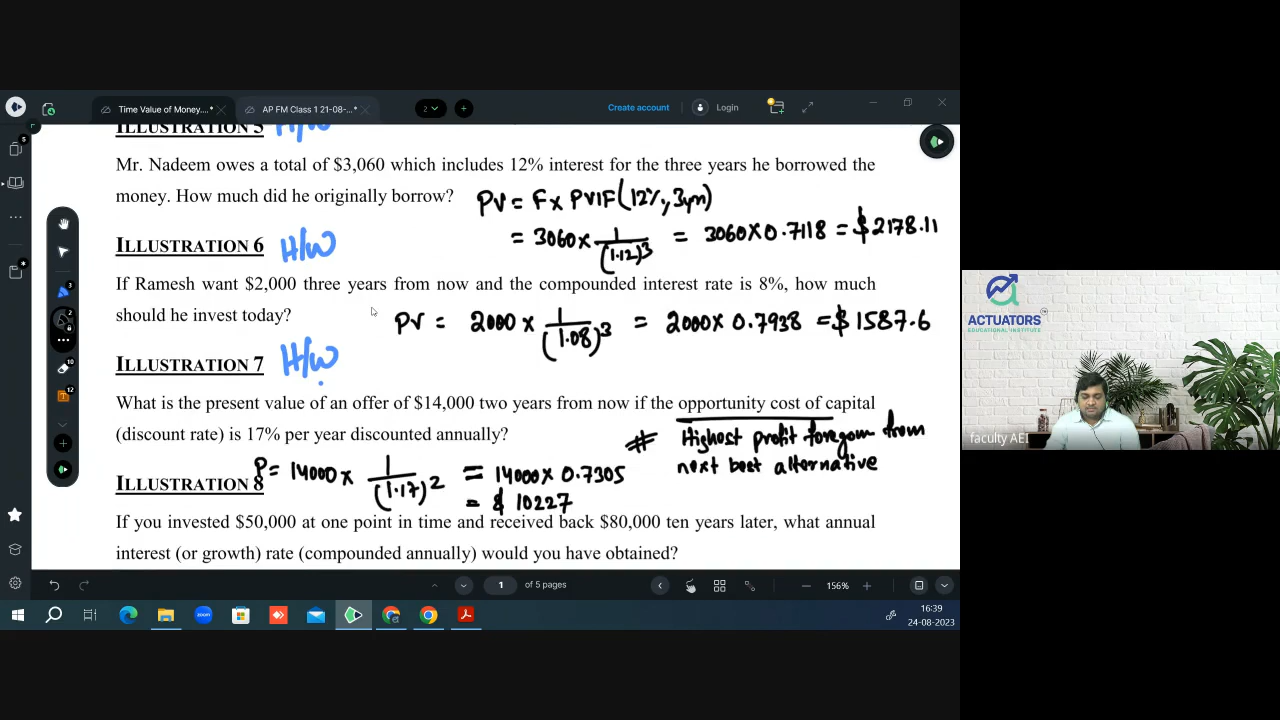 Time Value of Money....*
AP FM Class 1 21-08-...*
2
Create account
Login
ILLUSTRATION 5 H/W
Mr. Nadeem owes a total of $3,060 which includes 12% interest for the three years he borrowed the
money. How much did he originally borrow?
PV = F x PVIF(12%, 3yrs)
= 3060 x 1/(1.12)^3 = 3060 x 0.7118 = $2178.11
ILLUSTRATION 6 H/W
If Ramesh want $2,000 three years from now and the compounded interest rate is 8%, how much
should he invest today?
PV = 2000 x 1/(1.08)^3 = 2000 x 0.7938 = $1587.6
ILLUSTRATION 7 H/W
What is the present value of an offer of $14,000 two years from now if the opportunity cost of capital
(discount rate) is 17% per year discounted annually?
# Highest profit foregom from
next best alternative
P = 14000 x 1/(1.17)^2 = 14000 x 0.7305
= $ 10227
ILLUSTRATION 8
If you invested $50,000 at one point in time and received back $80,000 ten years later, what annual
interest (or growth) rate (compounded annually) would you have obtained?
1 of 5 pages
156%
16:39
24-08-2023
zoom
ACTUATORS
EDUCATIONAL INSTITUTE
faculty AEI